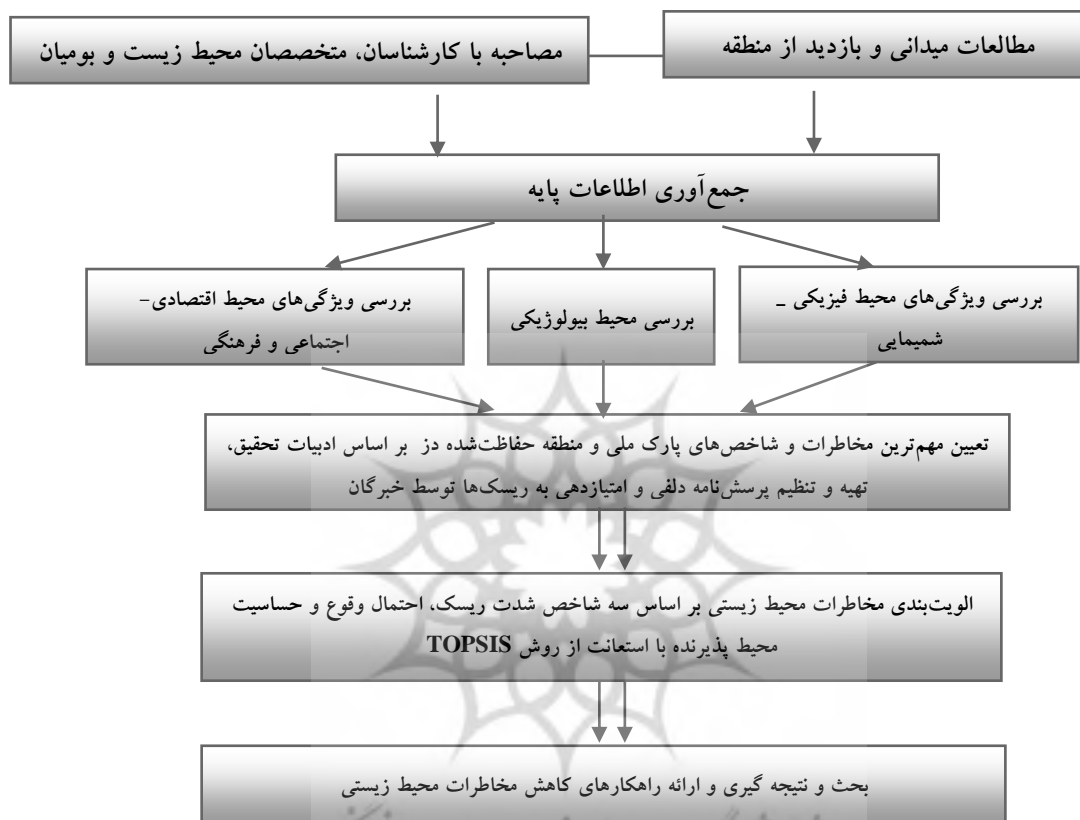 مطالعات میدانی و بازدید از منطقه
مصاحبه با کارشناسان، متخصصان محیط زیست و بومیان
جمع‌آوری اطلاعات پایه
بررسی ویژگی‌های محیط فیزیکی _
شمیمایی
بررسی محیط بیولوژیکی
بررسی ویژگی‌های محیط اقتصادی-
اجتماعی و فرهنگی
تعیین مهم‌ترین مخاطرات و شاخص‌های پارک ملی و منطقه حفاظت‌شده دز بر اساس ادبیات تحقیق،
تهیه و تنظیم پرسش‌نامه دلفی و امتیازدهی به ریسک‌ها توسط خبرگان
الویت‌بندی مخاطرات محیط زیستی بر اساس سه شاخص شدت ریسک، احتمال وقوع و حساسیت
محیط پذیرنده با استعانت از روش TOPSIS
بحث و نتیجه گیری و ارائه راهکارهای کاهش مخاطرات محیط زیستی